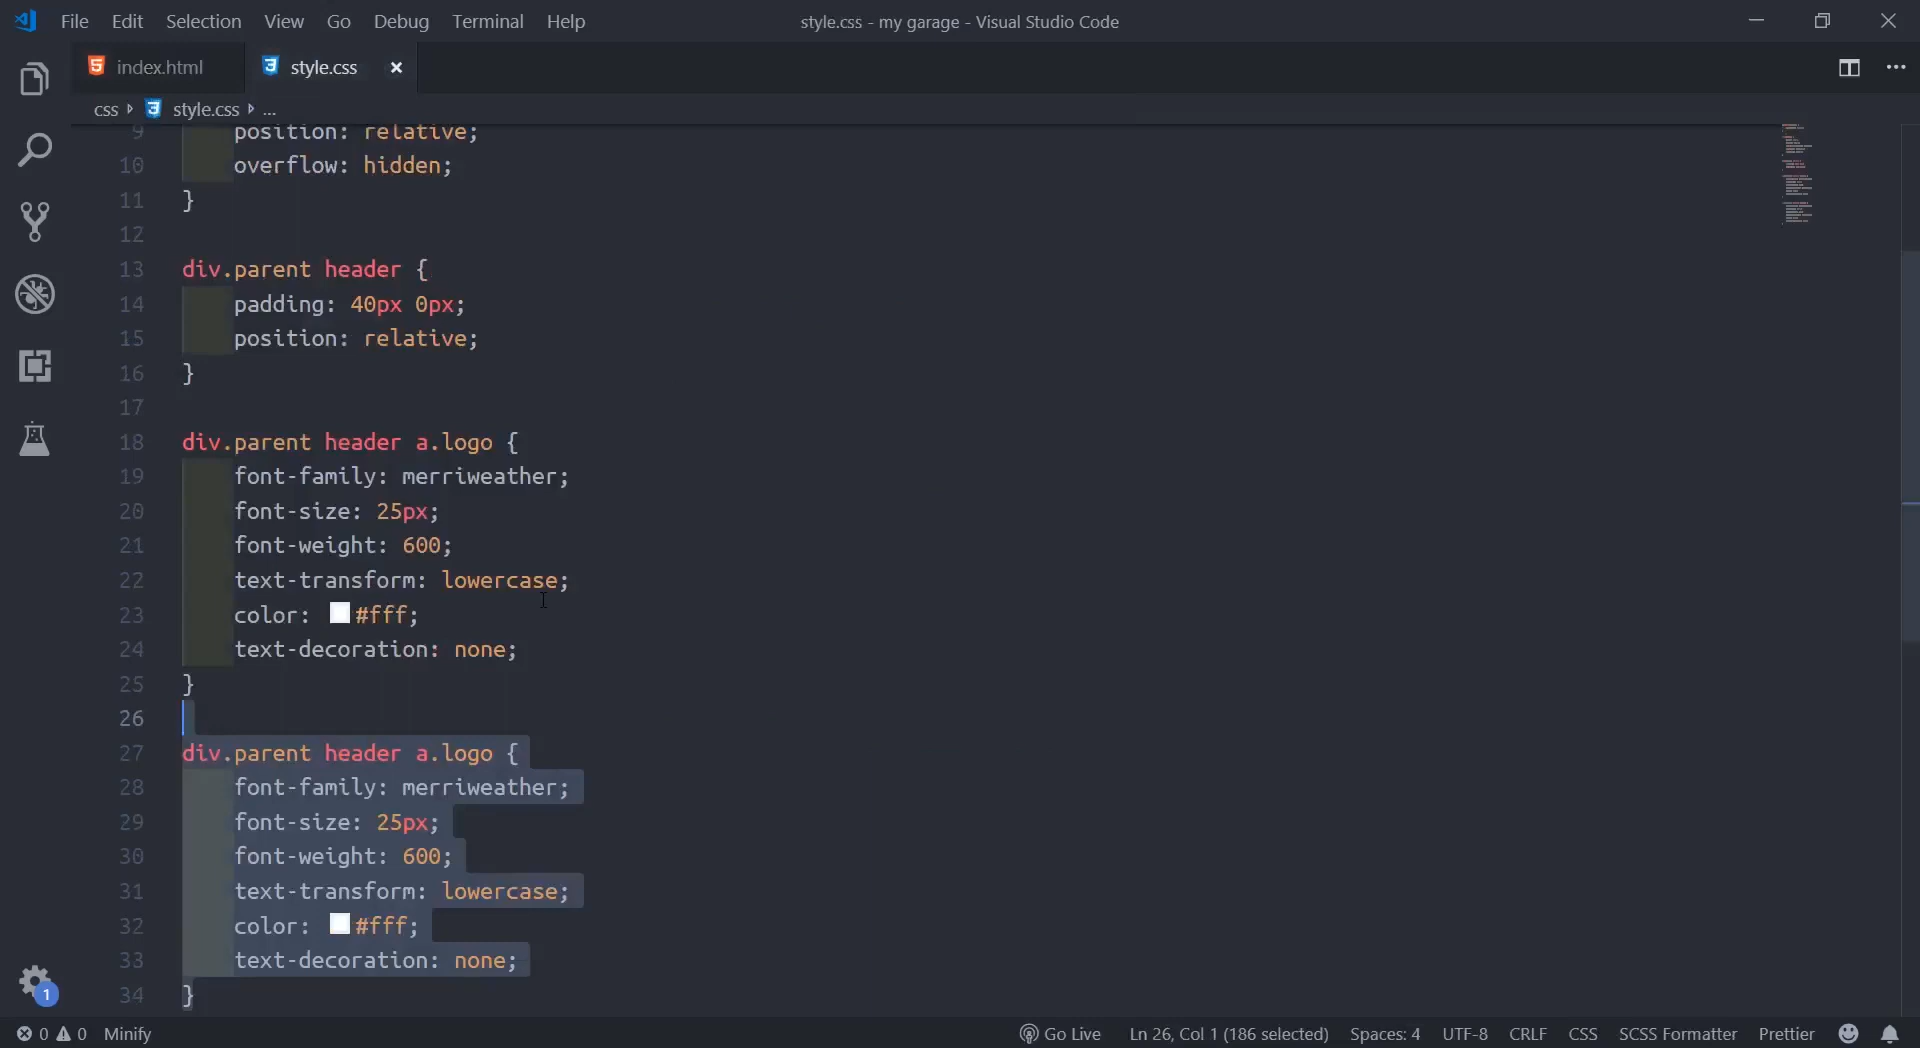 File Edit Selection View Go Debug Terminal Help
style.css - my garage - Visual Studio Code
index.html style.css
css style.css ...
9 position: relative;
10 overflow: hidden;
11 }
12
13 div.parent header {
14 padding: 40px 0px;
15 position: relative;
16 }
17
18 div.parent header a.logo {
19 font-family: merriweather;
20 font-size: 25px;
21 font-weight: 600;
22 text-transform: lowercase;
23 color: #fff;
24 text-decoration: none;
25 }
26
27 div.parent header a.logo {
28 font-family: merriweather;
29 font-size: 25px;
30 font-weight: 600;
31 text-transform: lowercase;
32 color: #fff;
33 text-decoration: none;
34 }
1
0 0 Minify Go Live Ln 26, Col 1 (186 selected) Spaces: 4 UTF-8 CRLF CSS SCSS Formatter Prettier